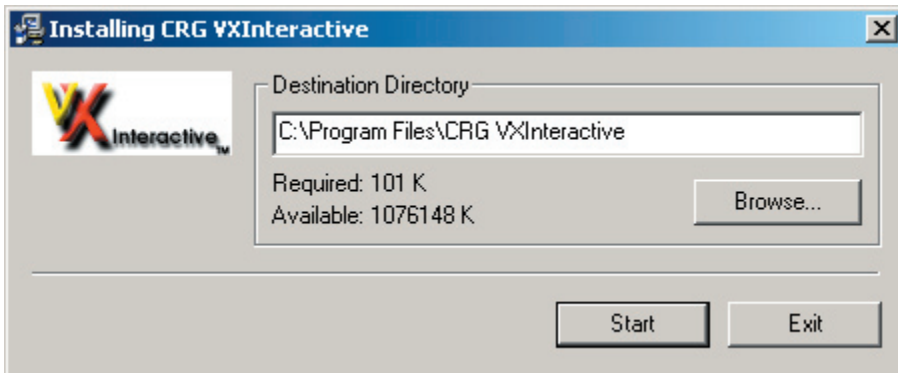 Installing CRG VXInteractive
VX Interactive TM
Destination Directory
C:\Program Files\CRG VXInteractive
Required: 101 K
Available: 1076148 K
Browse...
Start
Exit